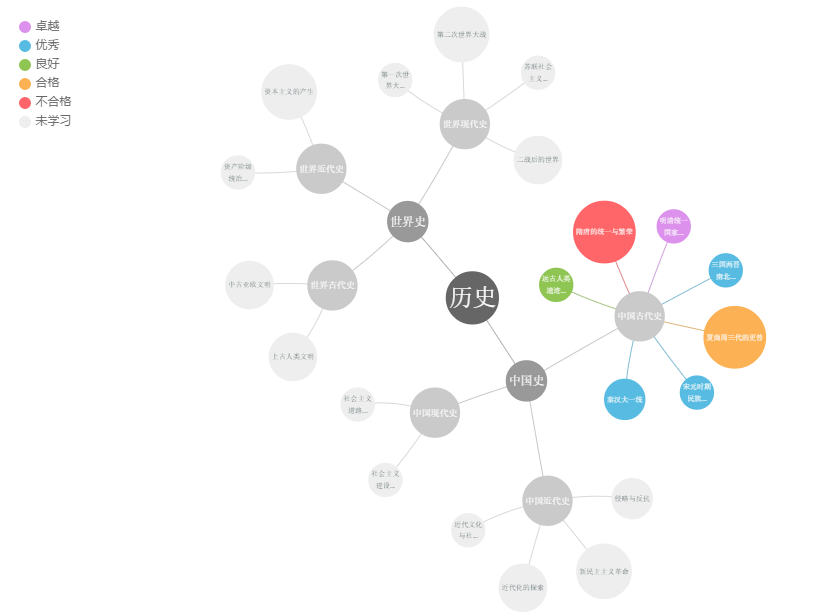 卓越
优秀
良好
合格
不合格
未学习
第二次世界大战
第一次世
界大...
苏联社会
主义...
资本主义的产生
世界现代史
二战后的世界
资产阶级
统治...
世界近代史
世界史
隋唐的统一与繁荣
明清统一
国家...
三国两晋
南北...
远古人类
遗迹...
中古亚欧文明
世界古代史
历史
中国古代史
夏商周三代的更替
上古人类文明
中国史
宋元时期
民族...
秦汉大一统
社会主义
道路...
中国现代史
社会主义
建设...
中国近代史
侵略与反抗
近代文化
与社...
新民主主义革命
近代化的探索